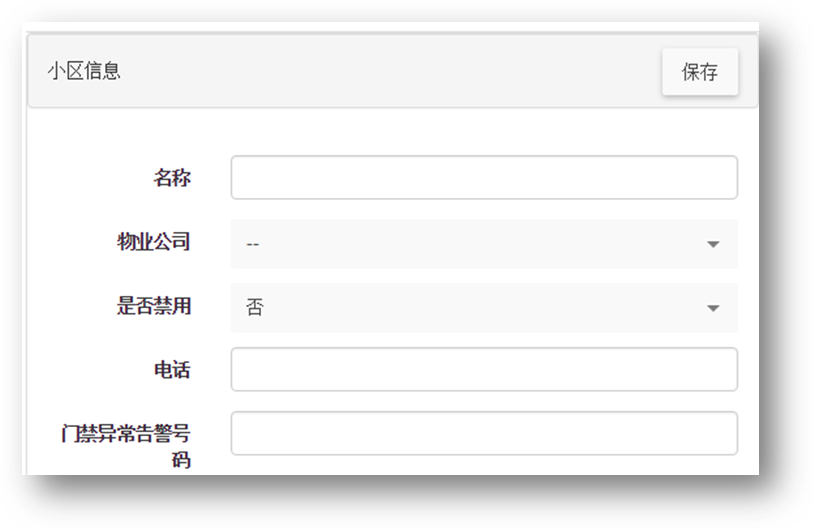 小区信息
保存
名称
物业公司
--
是否禁用
否
电话
门禁异常告警号
码